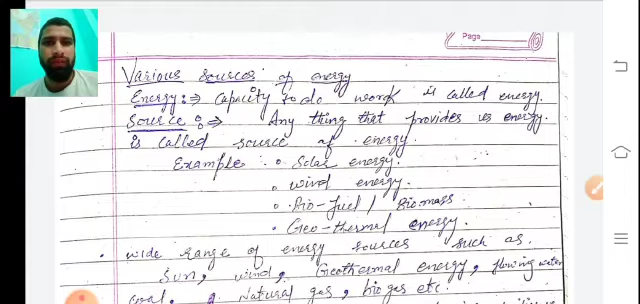 Page
Various sources of energy
Energy :⇒ Capacity to do work is called energy.
Source :⇒ Any thing that provides us energy.
is called source of energy.
Example • Solar energy.
• wind energy.
• Bio-fuel / Biomass.
• Geo-thermal energy.
• wide range of energy sources such as.
Sun, wind, Geothermal energy, flowing water
Coal, Natural gas, biogas etc.